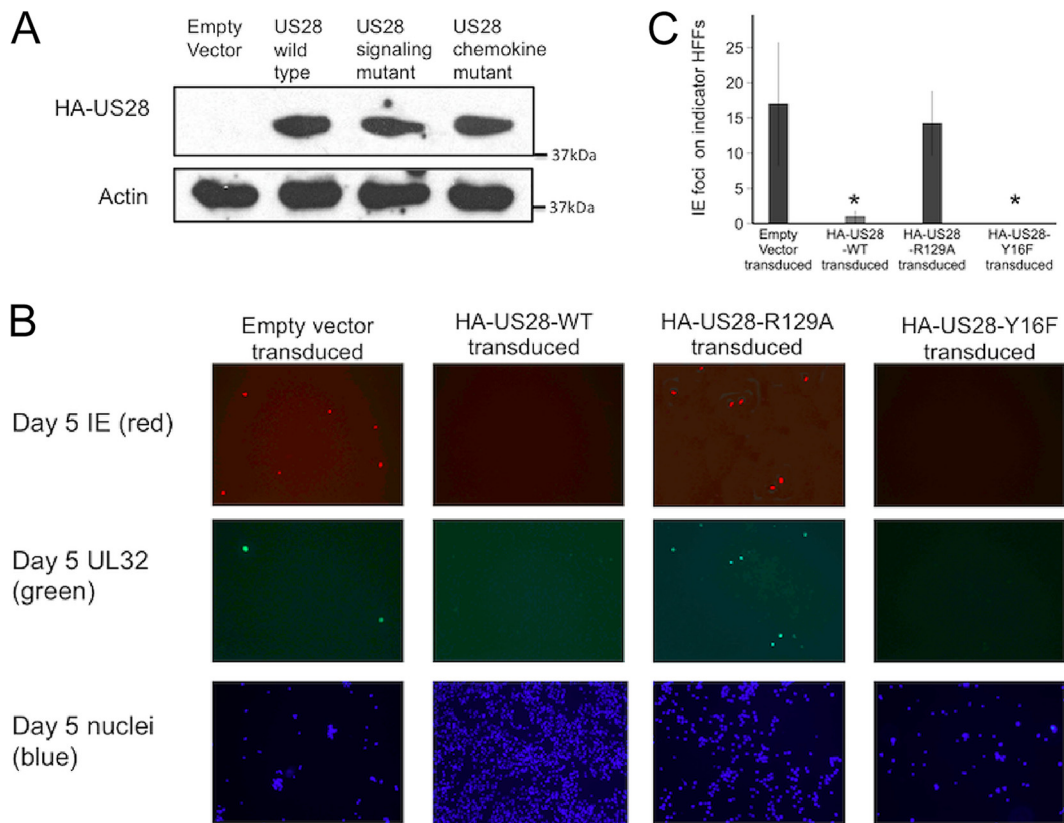 A
Empty
Vector
US28
wild
type
US28
signaling
mutant
US28
chemokine
mutant
HA-US28
37kDa
Actin
37kDa
C
IE foci on indicator HFFs
25
20
15
10
5
0
*
*
Empty
Vector
transduced
HA-US28
-WT
transduced
HA-US28
-R129A
transduced
HA-US28-
Y16F
transduced
B
Empty vector
transduced
HA-US28-WT
transduced
HA-US28-R129A
transduced
HA-US28-Y16F
transduced
Day 5 IE (red)
Day 5 UL32
(green)
Day 5 nuclei
(blue)